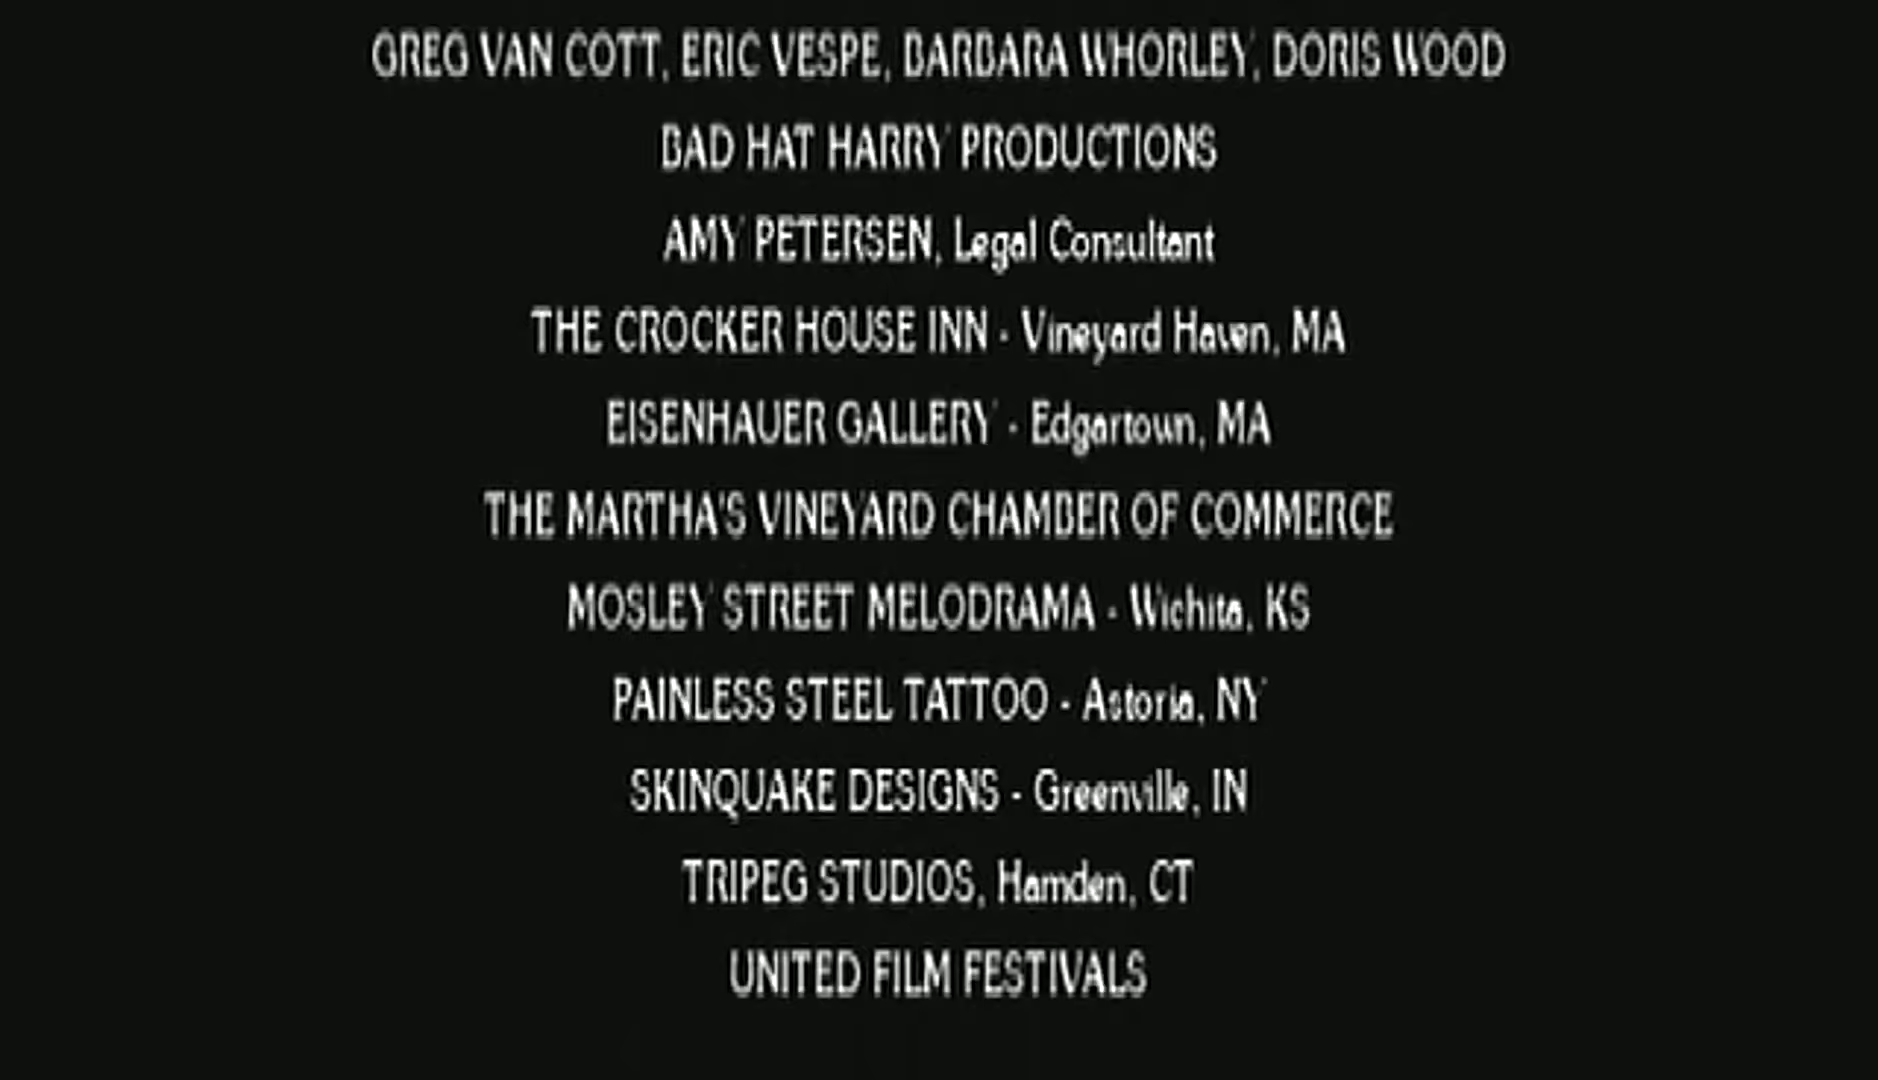 GREG VAN COTT, ERIC VESPE, BARBARA WHORLEY, DORIS WOOD
BAD HAT HARRY PRODUCTIONS
AMY PETERSEN, Legal Consultant
THE CROCKER HOUSE INN - Vineyard Haven, MA
EISENHAUER GALLERY - Edgartown, MA
THE MARTHA'S VINEYARD CHAMBER OF COMMERCE
MOSLEY STREET MELODRAMA - Wichita, KS
PAINLESS STEEL TATTOO - Astoria, NY
SKINQUAKE DESIGNS - Greenville, IN
TRIPEG STUDIOS, Hamden, CT
UNITED FILM FESTIVALS